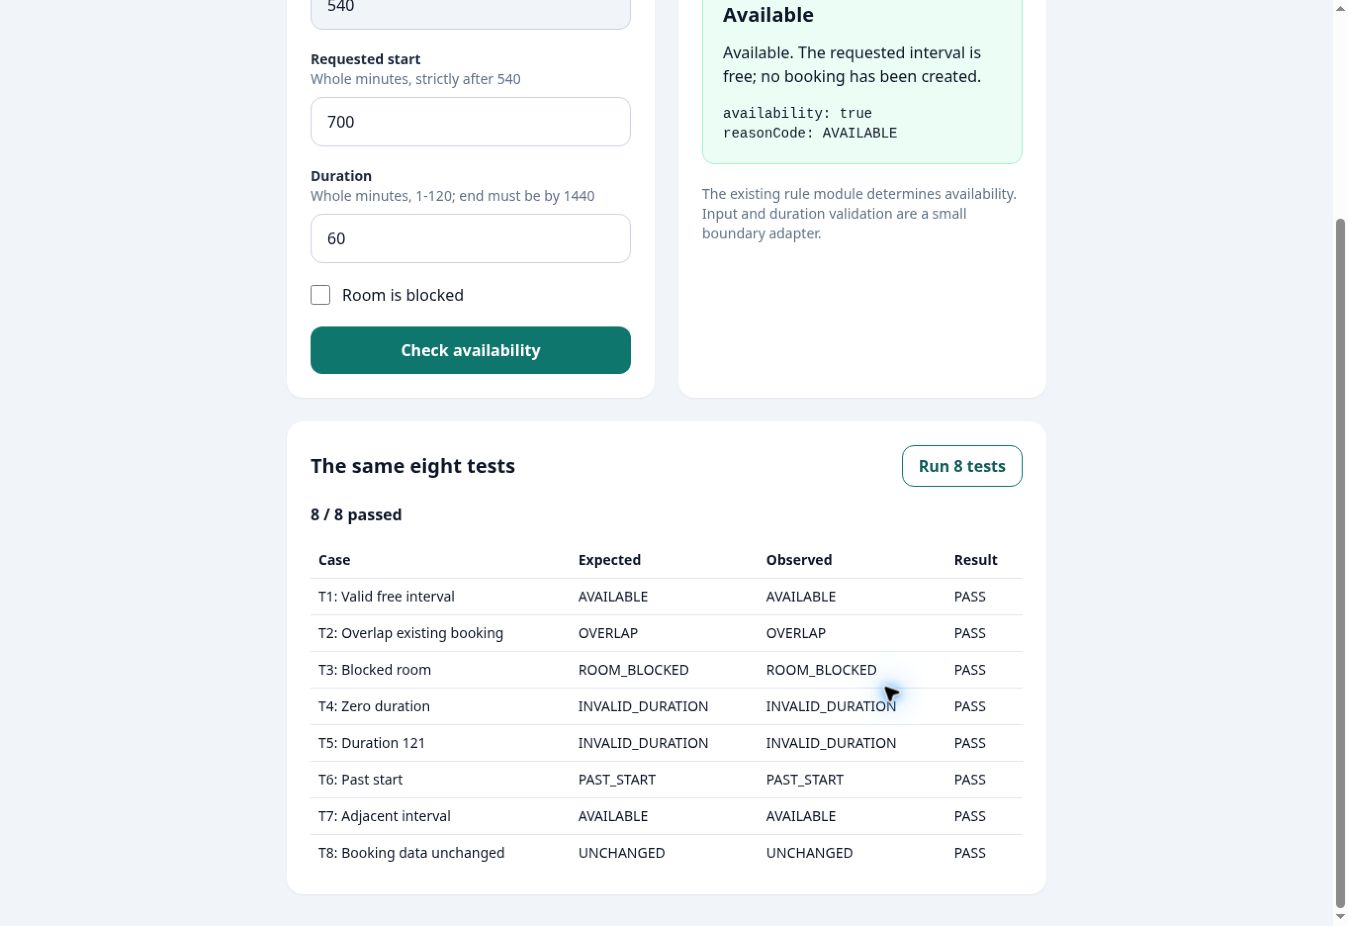 540
Requested start
Whole minutes, strictly after 540
700
Duration
Whole minutes, 1-120; end must be by 1440
60
Room is blocked
Check availability
Available
Available. The requested interval is
free; no booking has been created.
availability: true
reasonCode: AVAILABLE
The existing rule module determines availability.
Input and duration validation are a small
boundary adapter.
The same eight tests
Run 8 tests
8 / 8 passed
Case Expected Observed Result
T1: Valid free interval AVAILABLE AVAILABLE PASS
T2: Overlap existing booking OVERLAP OVERLAP PASS
T3: Blocked room ROOM_BLOCKED ROOM_BLOCKED PASS
T4: Zero duration INVALID_DURATION INVALID_DURATION PASS
T5: Duration 121 INVALID_DURATION INVALID_DURATION PASS
T6: Past start PAST_START PAST_START PASS
T7: Adjacent interval AVAILABLE AVAILABLE PASS
T8: Booking data unchanged UNCHANGED UNCHANGED PASS